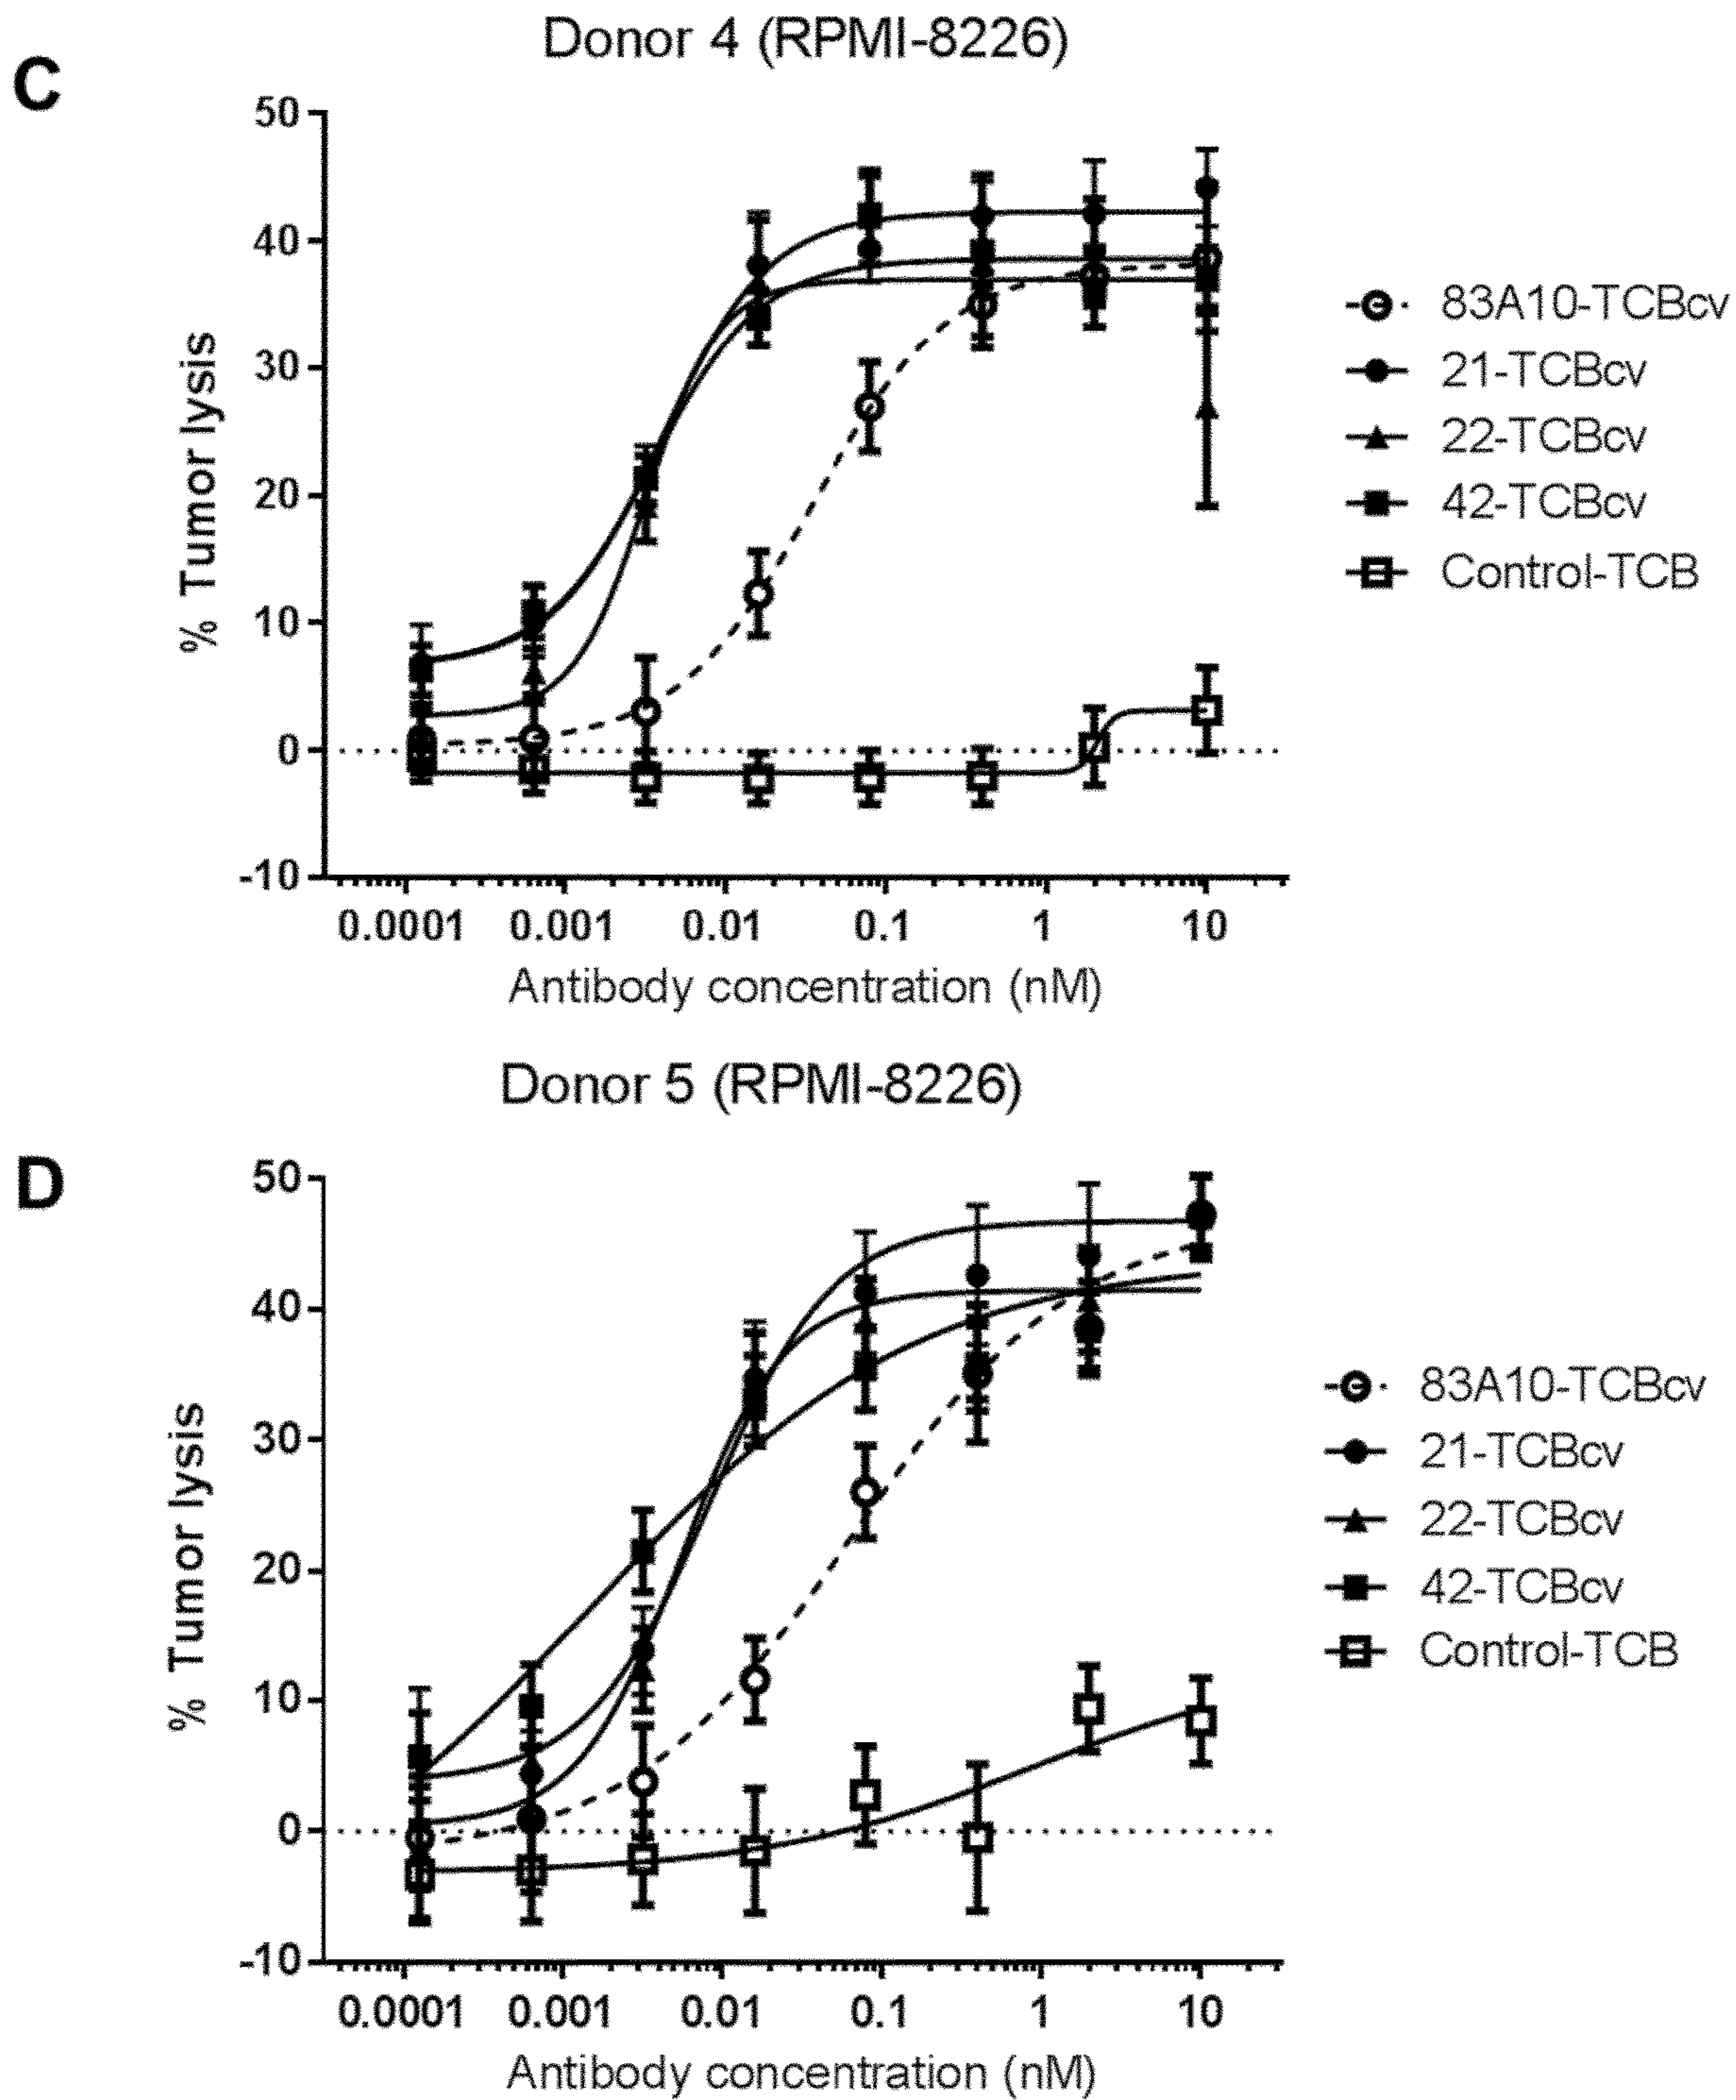 C
Donor 4 (RPMI-8226)
50
40
30
20
10
0
-10
% Tumor lysis
0.0001 0.001 0.01 0.1 1 10
Antibody concentration (nM)
83A10-TCBcv
21-TCBcv
22-TCBcv
42-TCBcv
Control-TCB
D
Donor 5 (RPMI-8226)
50
40
30
20
10
0
-10
% Tumor lysis
0.0001 0.001 0.01 0.1 1 10
Antibody concentration (nM)
83A10-TCBcv
21-TCBcv
22-TCBcv
42-TCBcv
Control-TCB